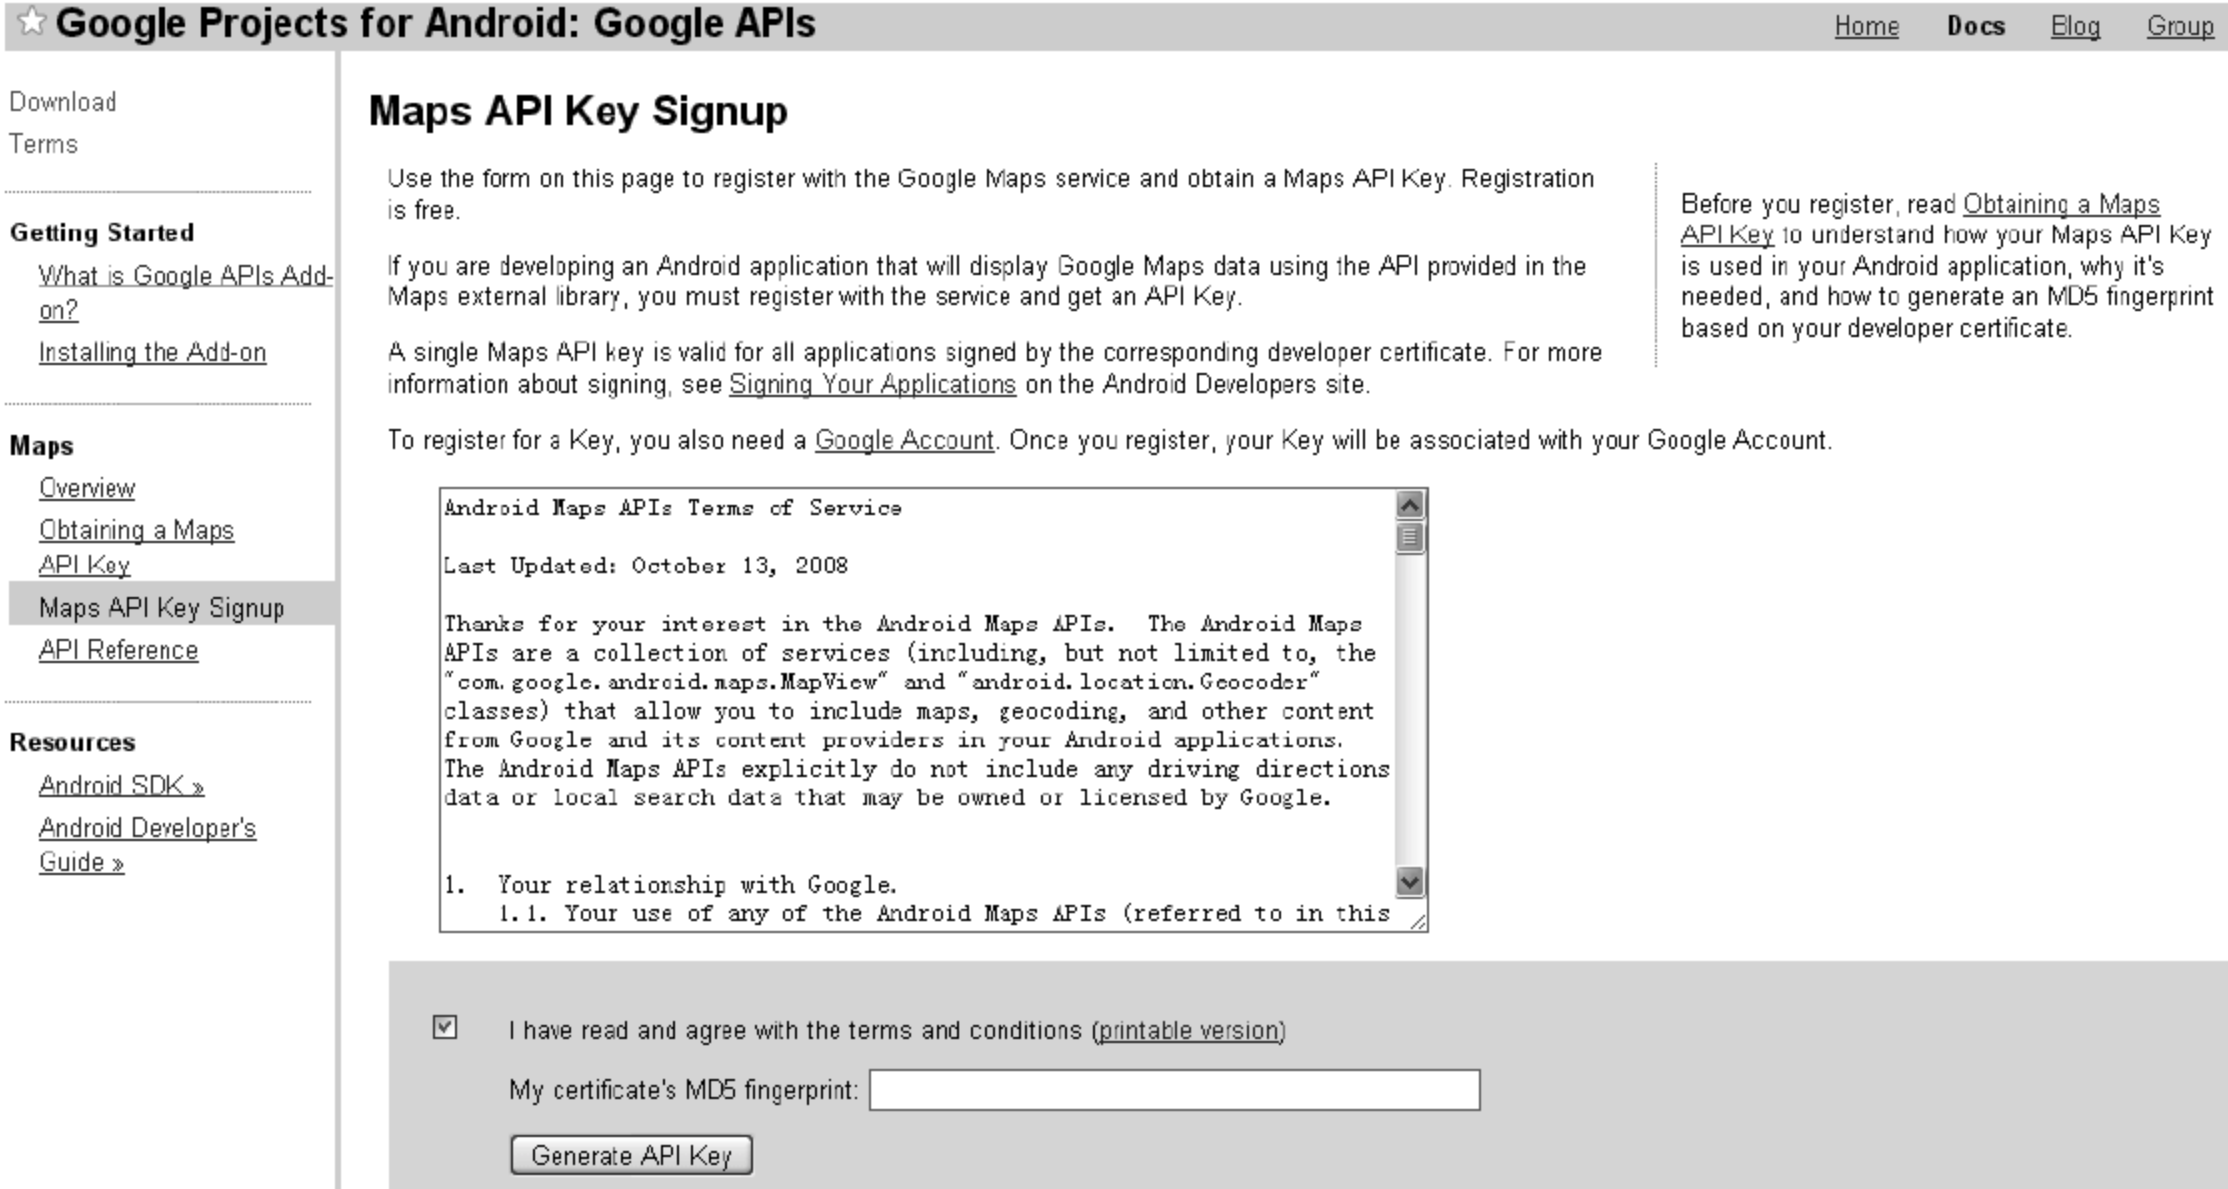 Google Projects for Android: Google APIs
Home Docs Blog Group
Download
Terms
Getting Started
What is Google APIs Add-
on?
Installing the Add-on
Maps
Overview
Obtaining a Maps
API Key
Maps API Key Signup
API Reference
Resources
Android SDK »
Android Developer's
Guide »
Maps API Key Signup
Use the form on this page to register with the Google Maps service and obtain a Maps API Key. Registration
is free.
If you are developing an Android application that will display Google Maps data using the API provided in the
Maps external library, you must register with the service and get an API Key.
A single Maps API key is valid for all applications signed by the corresponding developer certificate. For more
information about signing, see Signing Your Applications on the Android Developers site.
To register for a Key, you also need a Google Account. Once you register, your Key will be associated with your Google Account.
Before you register, read Obtaining a Maps
API Key to understand how your Maps API Key
is used in your Android application, why it's
needed, and how to generate an MD5 fingerprint
based on your developer certificate.
Android Maps APIs Terms of Service
Last Updated: October 13, 2008
Thanks for your interest in the Android Maps APIs.  The Android Maps
APIs are a collection of services (including, but not limited to, the
"com.google.android.maps.MapView" and "android.location.Geocoder"
classes) that allow you to include maps, geocoding, and other content
from Google and its content providers in your Android applications.
The Android Maps APIs explicitly do not include any driving directions
data or local search data that may be owned or licensed by Google.
1.  Your relationship with Google.
1.1. Your use of any of the Android Maps APIs (referred to in this
I have read and agree with the terms and conditions (printable version)
My certificate's MD5 fingerprint:
Generate API Key